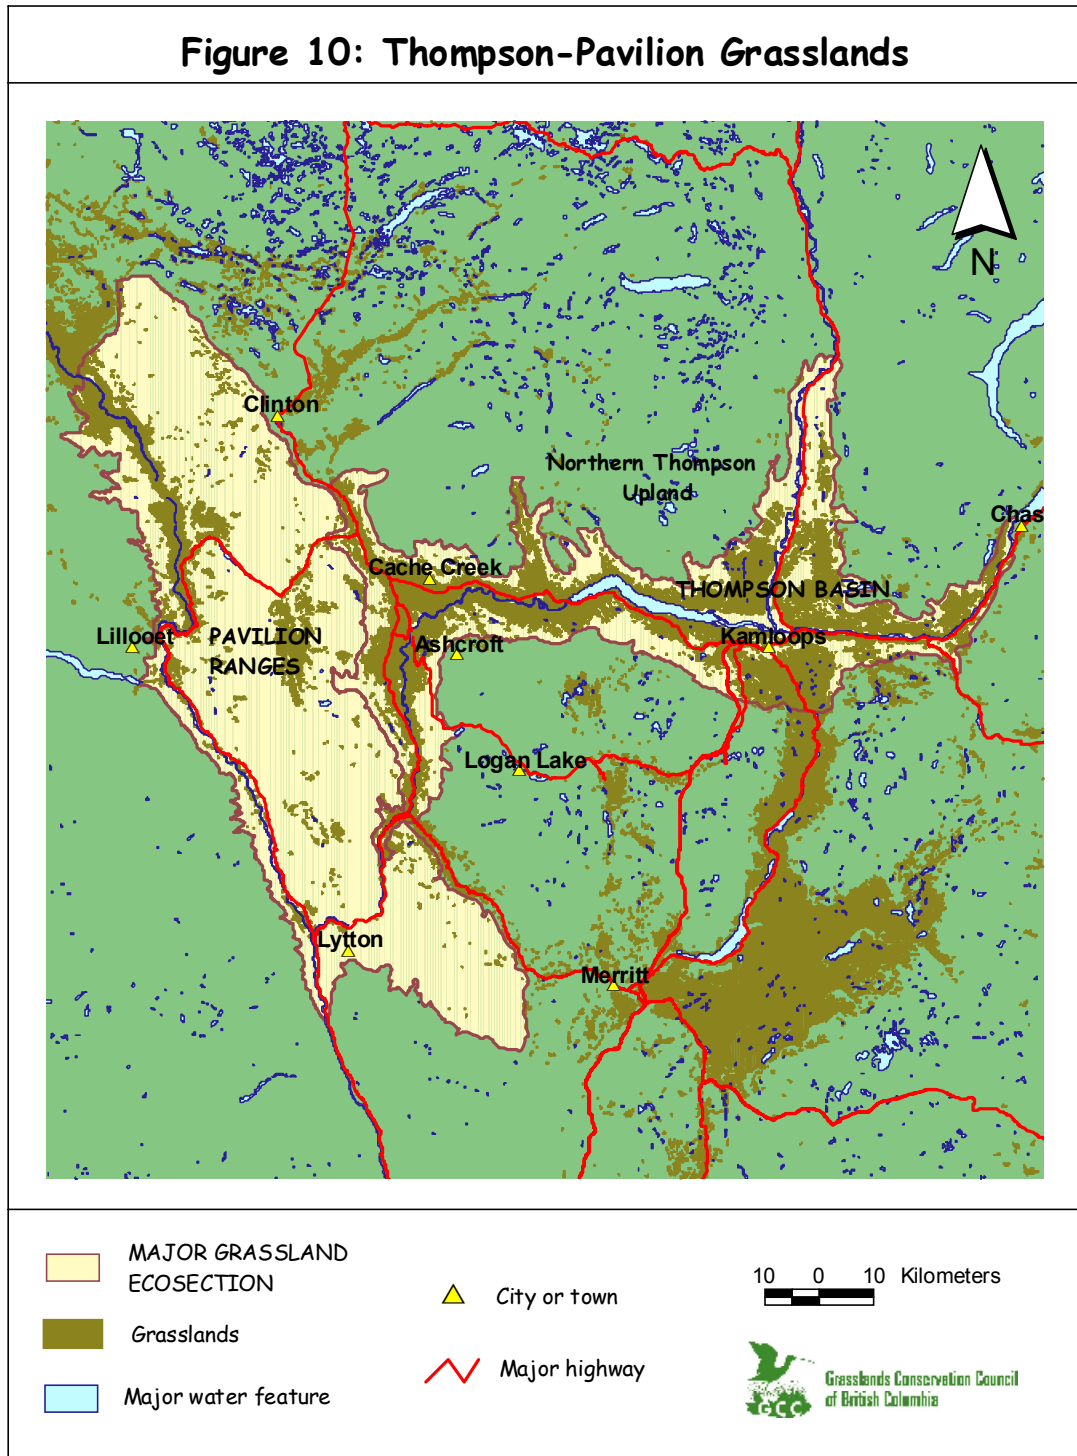 Figure 10: Thompson-Pavilion Grasslands
N
Clinton
Northern Thompson
Upland
Chas
Cache Creek
THOMPSON BASIN
Lillooet
PAVILION
RANGES
Ashcroft
Kamloops
Logan Lake
Lytton
Merritt
MAJOR GRASSLAND
ECOSECTION
Grasslands
Major water feature
City or town
Major highway
10 0 10 Kilometers
GCC
Grasslands Conservation Council
of British Columbia